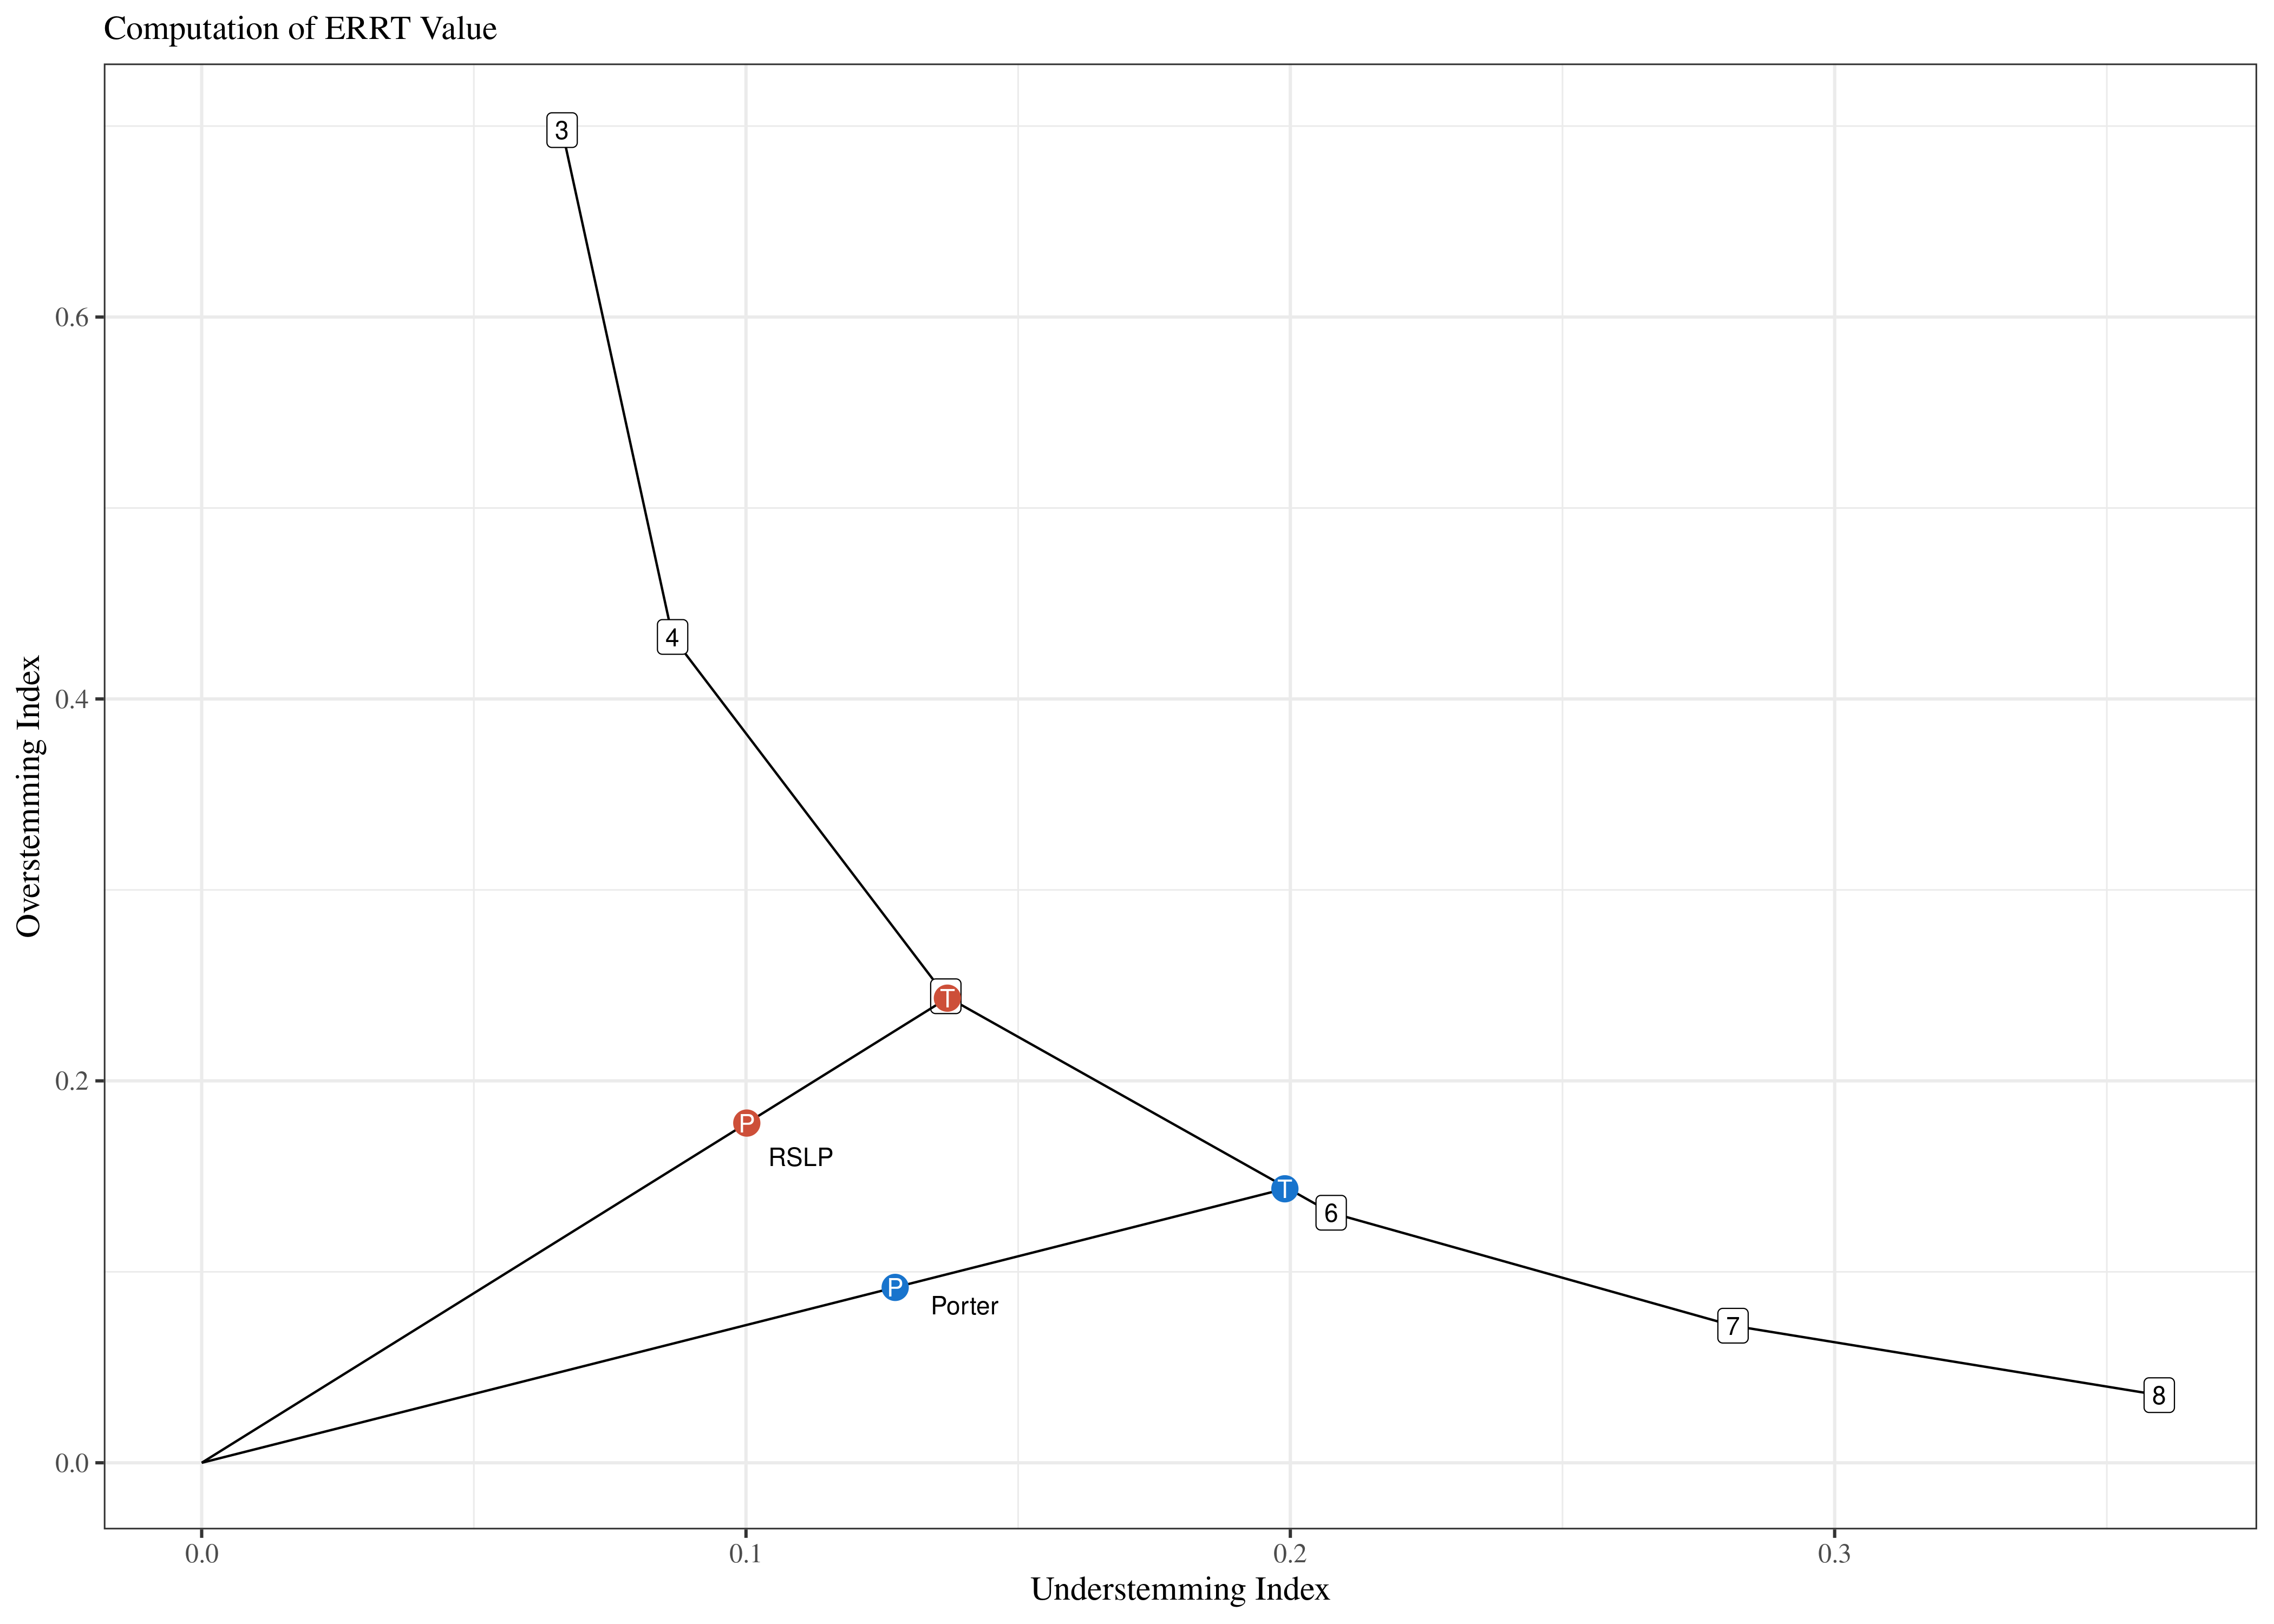 Computation of ERRT Value
Overstemming Index
0.6
0.4
0.2
0.0
3
4
T
P
RSLP
T
6
P
Porter
7
8
0.0
0.1
0.2
0.3
Understemming Index